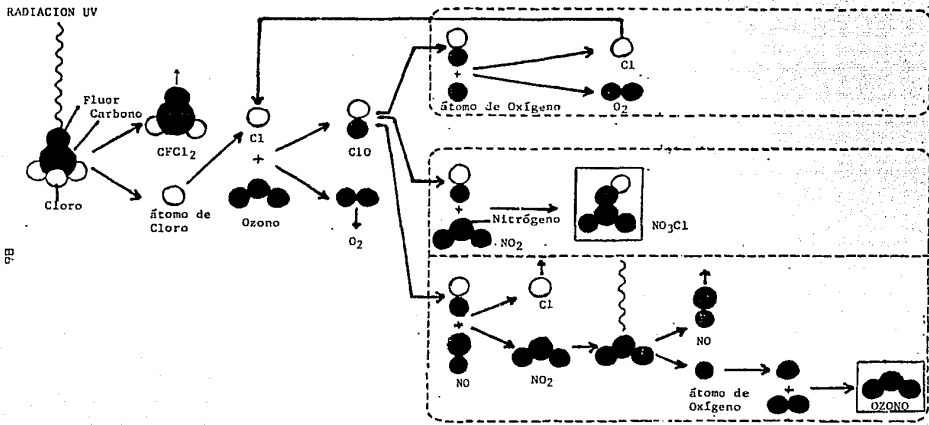 RADIACION UV
Fluor
Carbono
Cloro
CFCl₂
átomo de
Cloro
Cl
+
Ozono
ClO
O₂
+
átomo de Oxígeno
Cl
O₂
+
Nitrógeno
NO₂
NO₃Cl
+
NO
Cl
NO₂
NO
átomo de
Oxígeno
+
OZONO